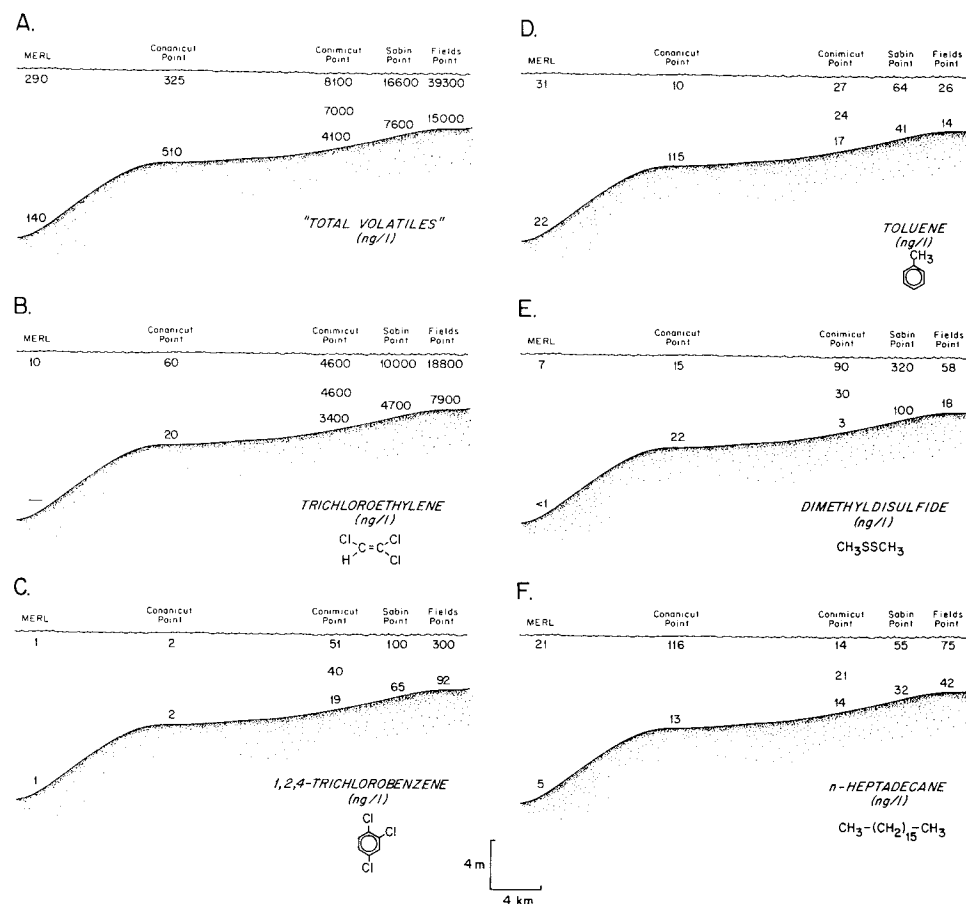 A.
Conanicut Conimicut Sabin Fields
MERL Point Point Point Point
290 325 8100 16600 39300
7000 15000
4100 7600
510
140
"TOTAL VOLATILES"
(ng/l)
B.
Conanicut Conimicut Sabin Fields
MERL Point Point Point Point
10 60 4600 10000 18800
4600 7900
3400 4700
20
—
TRICHLOROETHYLENE
(ng/l)
Cl Cl
C=C
H Cl
C.
Conanicut Conimicut Sabin Fields
MERL Point Point Point Point
1 2 51 100 300
40 92
19 65
2
1
1,2,4-TRICHLOROBENZENE
(ng/l)
Cl
Cl
Cl
D.
Conanicut Conimicut Sabin Fields
MERL Point Point Point Point
31 10 27 64 26
24 14
17 41
115
22
TOLUENE
(ng/l)
CH3
E.
Conanicut Conimicut Sabin Fields
MERL Point Point Point Point
7 15 90 320 58
30 18
3 100
22
<1
DIMETHYLDISULFIDE
(ng/l)
CH3SSCH3
F.
Conanicut Conimicut Sabin Fields
MERL Point Point Point Point
21 116 14 55 75
21 42
14 32
13
5
n-HEPTADECANE
(ng/l)
CH3-(CH2)15-CH3
4 m
4 km